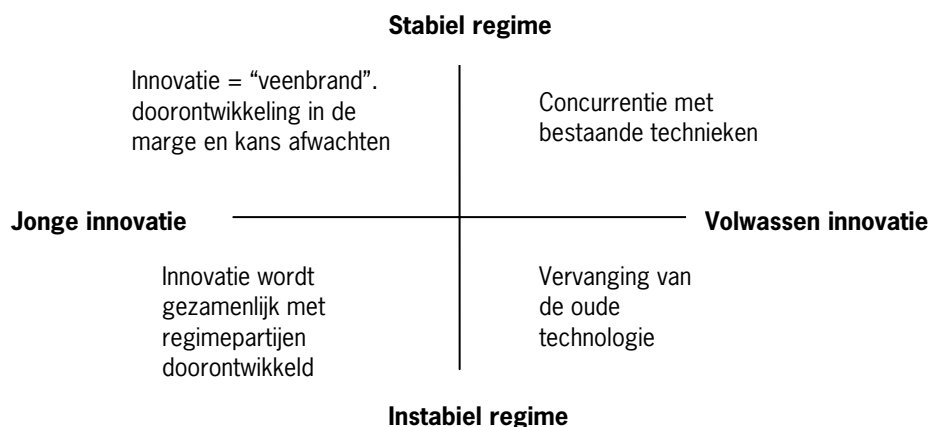 Stabiel regime
Innovatie = “veenbrand”.
doorontwikkeling in de
marge en kans afwachten
Concurrentie met
bestaande technieken
Jonge innovatie
Volwassen innovatie
Innovatie wordt
gezamenlijk met
regimepartijen
doorontwikkeld
Vervanging van
de oude
technologie
Instabiel regime